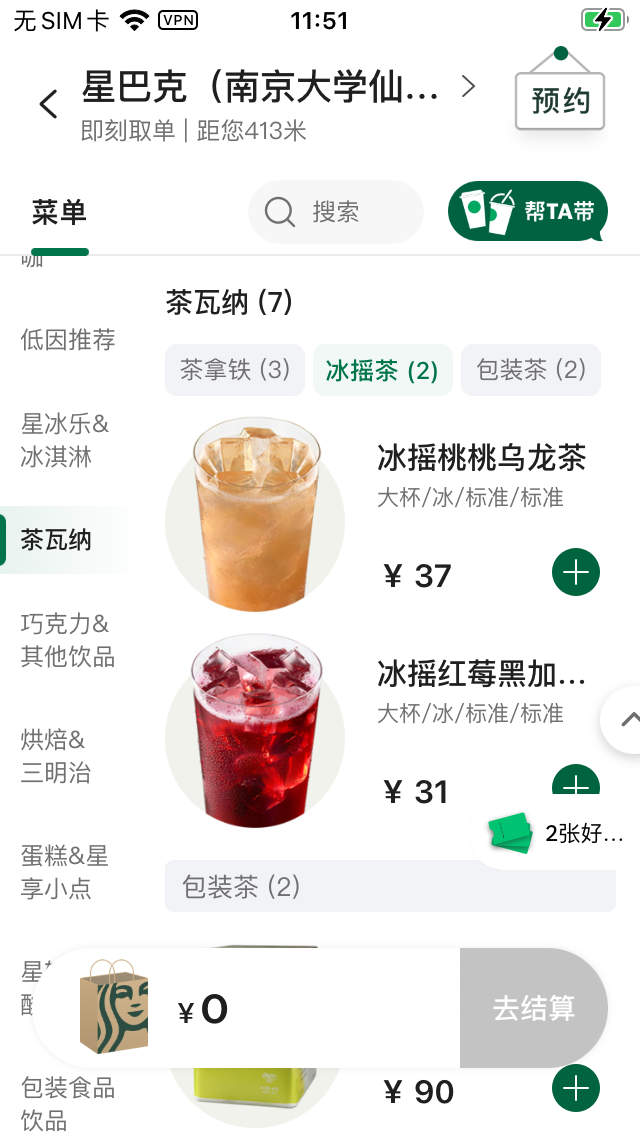 无SIM卡 VPN 11:51
星巴克（南京大学仙...
即刻取单 | 距您413米
预约
菜单
搜索
帮TA带
咖
低因推荐
星冰乐&
冰淇淋
茶瓦纳
巧克力&
其他饮品
烘焙&
三明治
蛋糕&星
享小点
包装食品
饮品
茶瓦纳 (7)
茶拿铁 (3)
冰摇茶 (2)
包装茶 (2)
冰摇桃桃乌龙茶
大杯/冰/标准/标准
¥ 37
冰摇红莓黑加...
大杯/冰/标准/标准
¥ 31
2张好...
包装茶 (2)
¥ 0
去结算
¥ 90